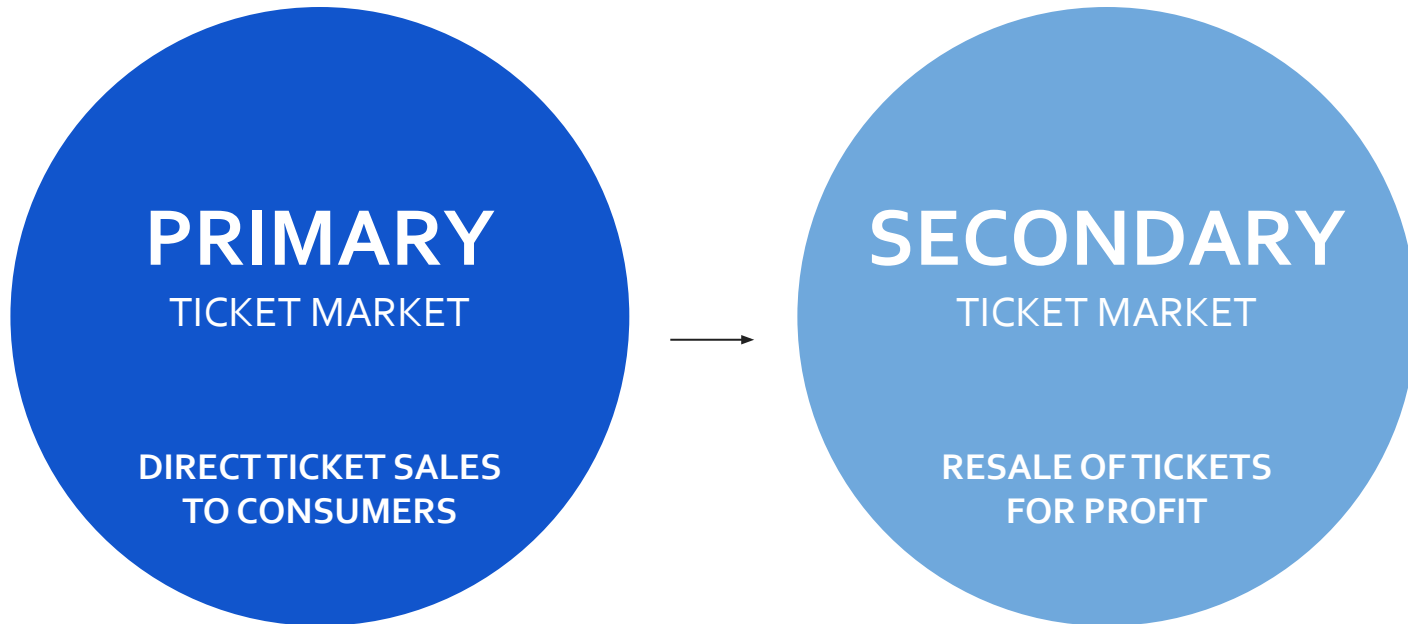 PRIMARY
TICKET MARKET
DIRECT TICKET SALES
TO CONSUMERS
SECONDARY
TICKET MARKET
RESALE OF TICKETS
FOR PROFIT